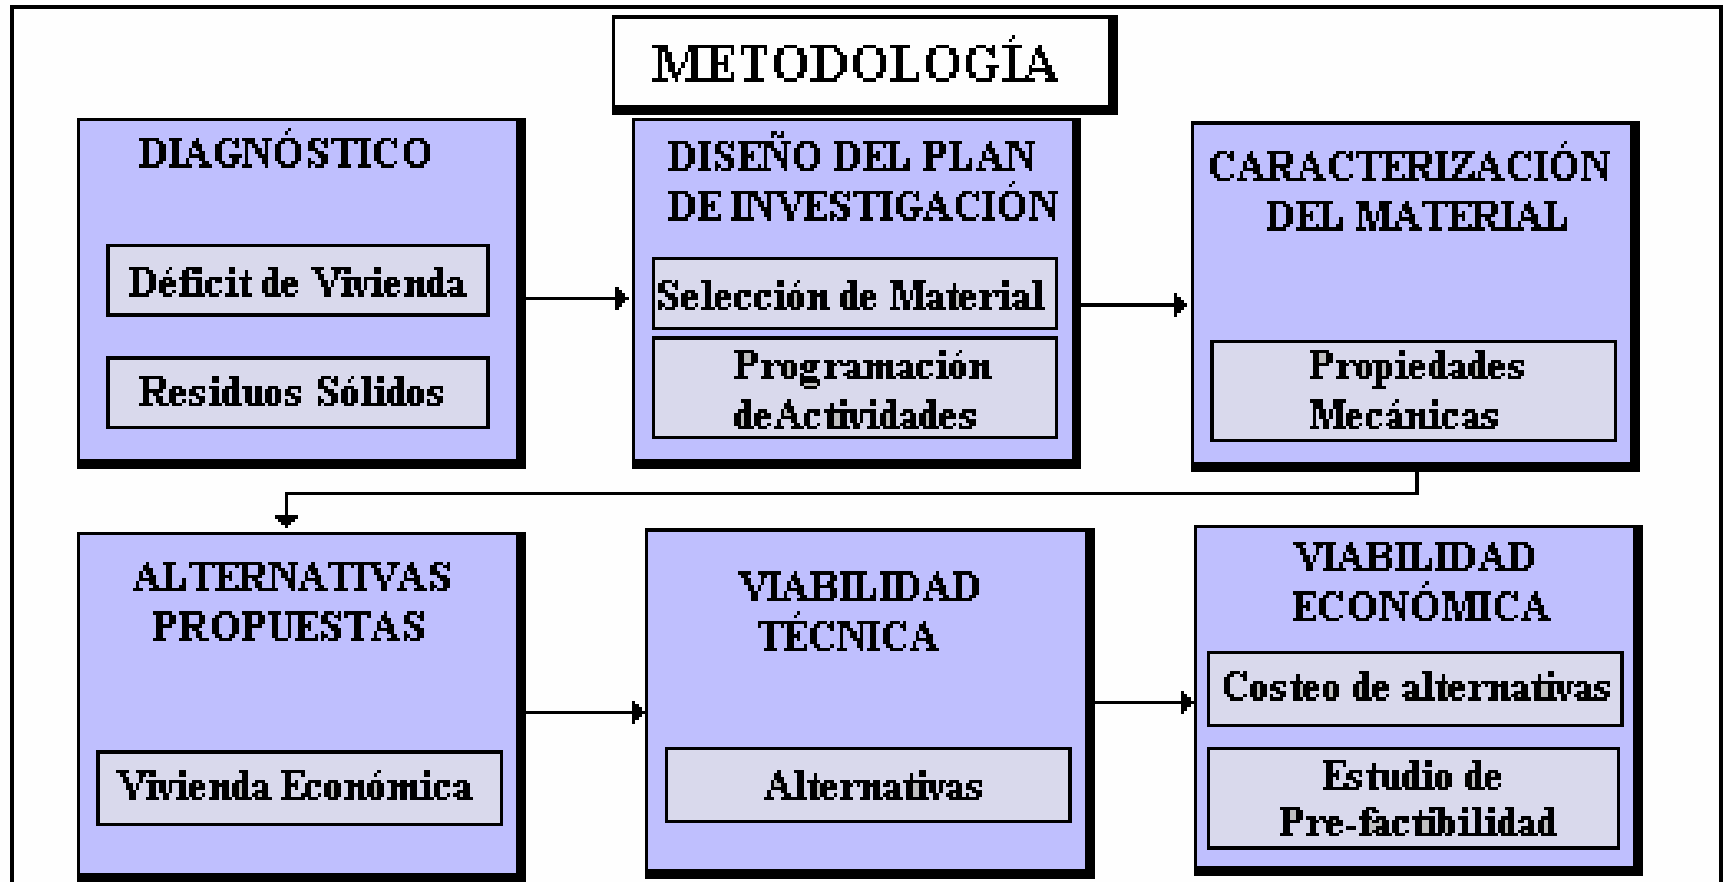 METODOLOGÍA
DIAGNÓSTICO
Déficit de Vivienda
Residuos Sólidos
DISEÑO DEL PLAN
DE INVESTIGACIÓN
Selección de Material
Programación
deActividades
CARACTERIZACIÓN
DEL MATERIAL
Propiedades
Mecánicas
ALTERNATIVAS
PROPUESTAS
Vivienda Económica
VIABILIDAD
TÉCNICA
Alternativas
VIABILIDAD
ECONÓMICA
Costeo de alternativas
Estudio de
Pre-factibilidad